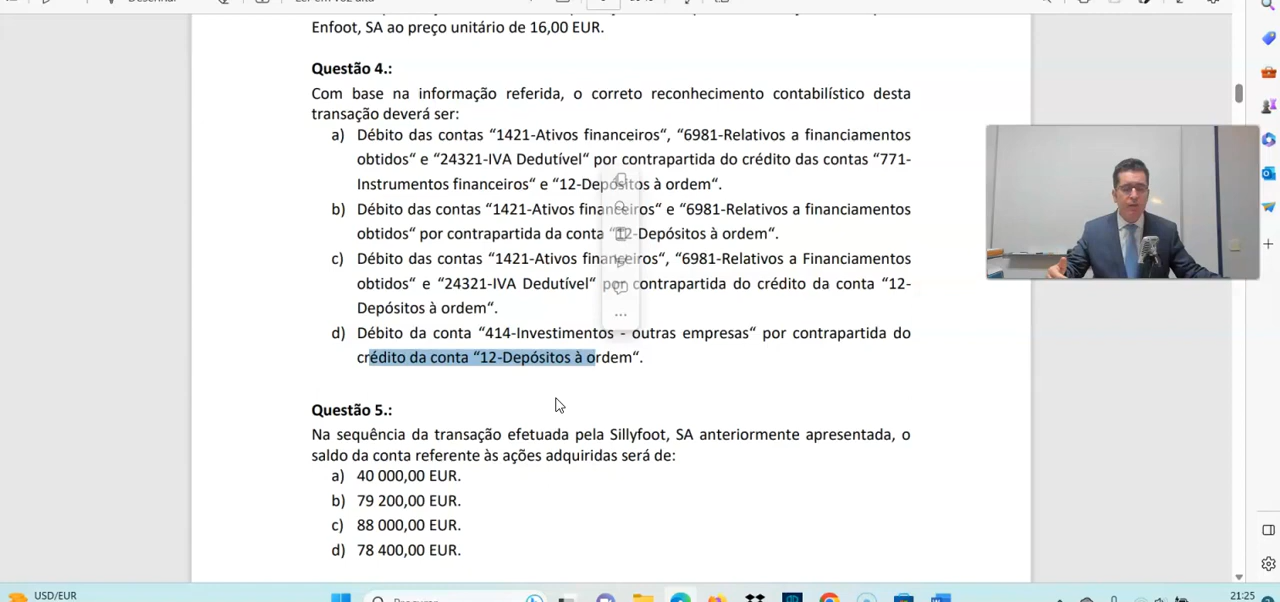 Enfoot, SA ao preço unitário de 16,00 EUR.
Questão 4.:
Com base na informação referida, o correto reconhecimento contabilístico desta
transação deverá ser:
a) Débito das contas “1421-Ativos financeiros“, “6981-Relativos a financiamentos
obtidos“ e “24321-IVA Dedutível“ por contrapartida do crédito das contas “771-
Instrumentos financeiros“ e “12-Depósitos à ordem“.
b) Débito das contas “1421-Ativos financeiros“ e “6981-Relativos a financiamentos
obtidos“ por contrapartida da conta “12-Depósitos à ordem“.
c) Débito das contas “1421-Ativos financeiros“, “6981-Relativos a Financiamentos
obtidos“ e “24321-IVA Dedutível“ por contrapartida do crédito da conta “12-
Depósitos à ordem“.
d) Débito da conta “414-Investimentos - outras empresas“ por contrapartida do
crédito da conta “12-Depósitos à ordem“.
Questão 5.:
Na sequência da transação efetuada pela Sillyfoot, SA anteriormente apresentada, o
saldo da conta referente às ações adquiridas será de:
a) 40 000,00 EUR.
b) 79 200,00 EUR.
c) 88 000,00 EUR.
d) 78 400,00 EUR.
USD/EUR
21:25